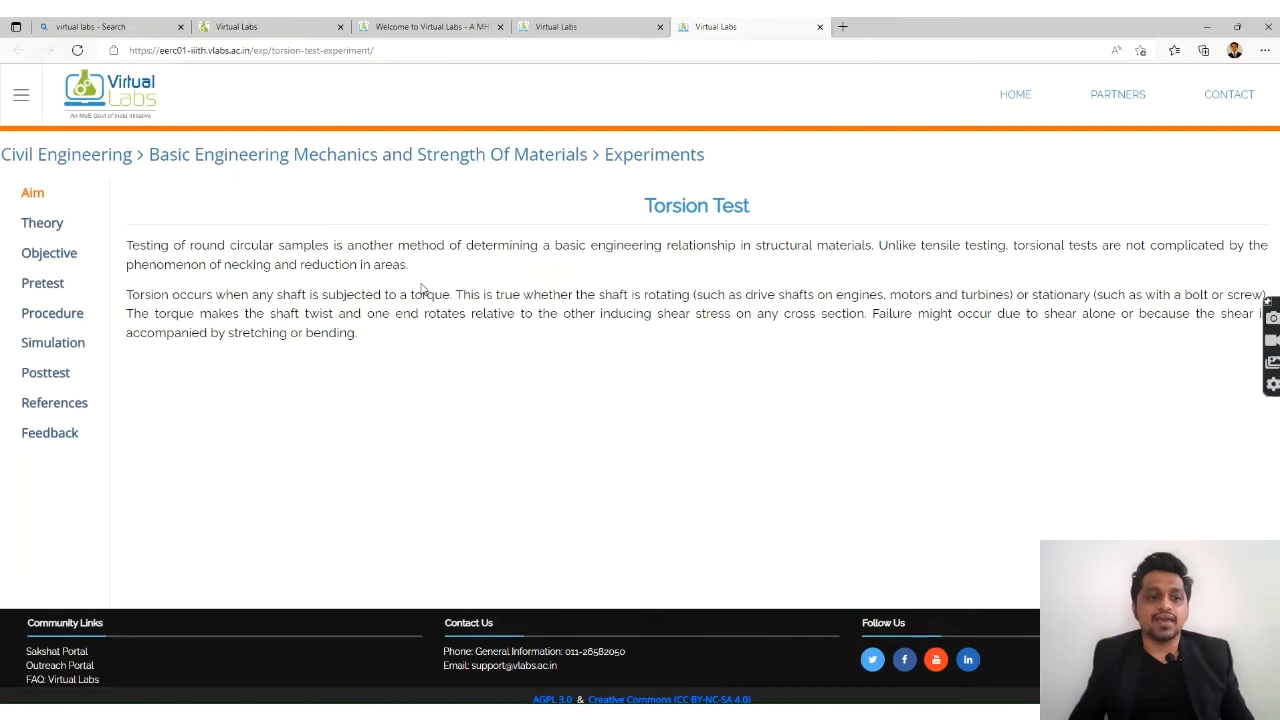 virtual labs - Search
Virtual Labs
Welcome to Virtual Labs - A MH
Virtual Labs
Virtual Labs
https://eerc01-iiith.vlabs.ac.in/exp/torsion-test-experiment/
Virtual
Labs
An MoE Govt of India Initiative
HOME
PARTNERS
CONTACT
Civil Engineering > Basic Engineering Mechanics and Strength Of Materials > Experiments
Aim
Theory
Objective
Pretest
Procedure
Simulation
Posttest
References
Feedback
Torsion Test
Testing of round circular samples is another method of determining a basic engineering relationship in structural materials. Unlike tensile testing, torsional tests are not complicated by the
phenomenon of necking and reduction in areas.
Torsion occurs when any shaft is subjected to a torque. This is true whether the shaft is rotating (such as drive shafts on engines, motors and turbines) or stationary (such as with a bolt or screw)
The torque makes the shaft twist and one end rotates relative to the other inducing shear stress on any cross section. Failure might occur due to shear alone or because the shear i
accompanied by stretching or bending.
Community Links
Sakshat Portal
Outreach Portal
FAQ: Virtual Labs
Contact Us
Phone: General Information: 011-26582050
Email: support@vlabs.ac.in
Follow Us
AGPL 3.0 & Creative Commons (CC BY-NC-SA 4.0)